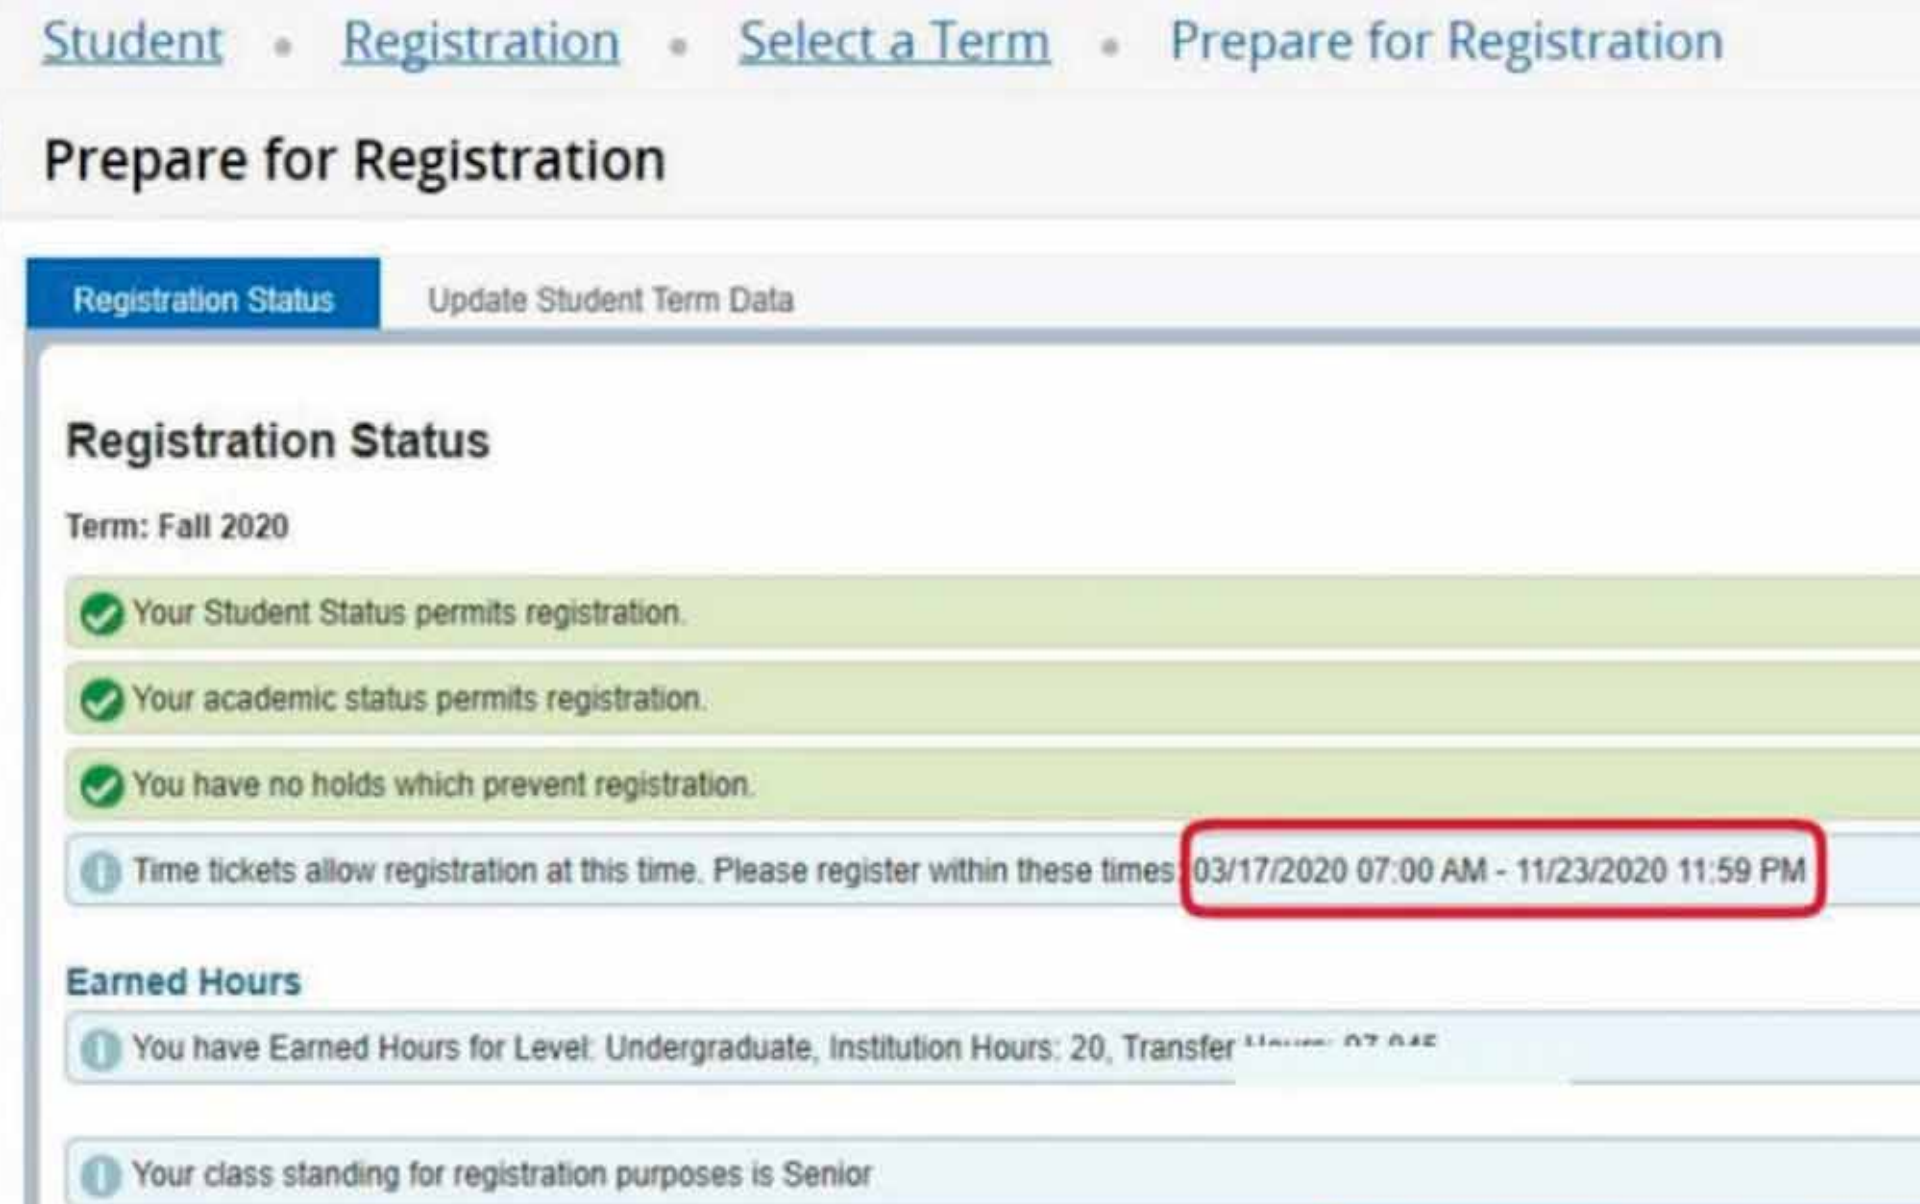 Student • Registration • Select a Term • Prepare for Registration
Prepare for Registration
Registration Status Update Student Term Data
Registration Status
Term: Fall 2020
Your Student Status permits registration.
Your academic status permits registration.
You have no holds which prevent registration.
Time tickets allow registration at this time. Please register within these times: 03/17/2020 07:00 AM - 11/23/2020 11:59 PM
Earned Hours
You have Earned Hours for Level: Undergraduate, Institution Hours: 20, Transfer
Your class standing for registration purposes is Senior